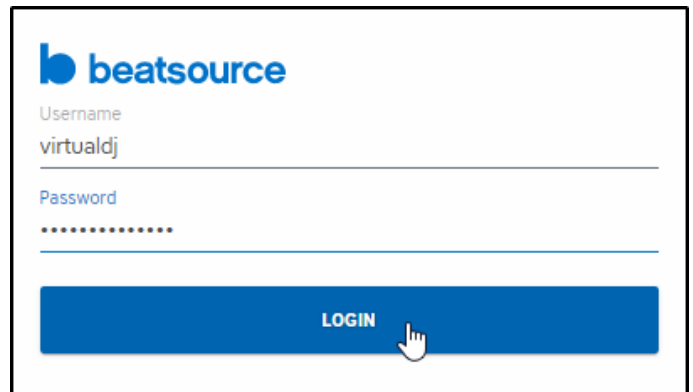 beatsource
Username
virtualdj
Password
••••••••••••••
LOGIN